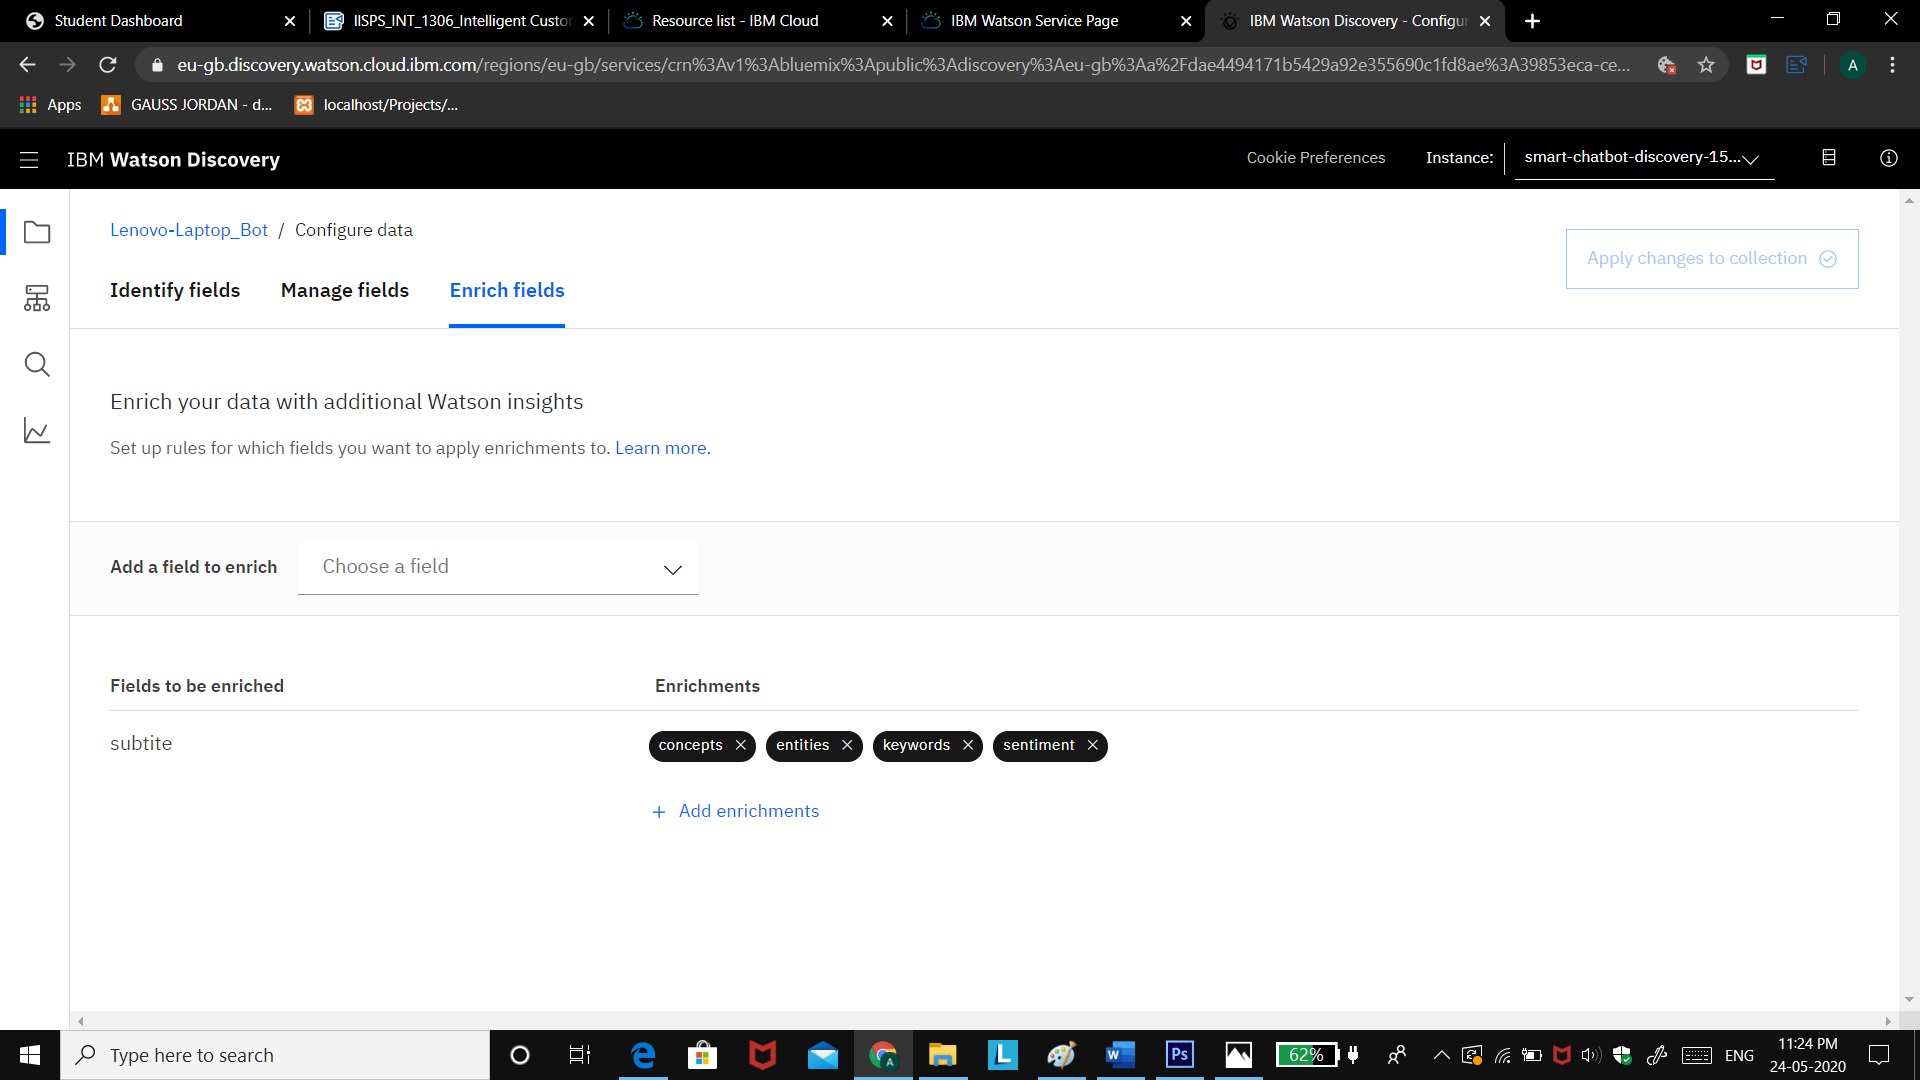 Student Dashboard
IISPS_INT_1306_Intelligent Custo
Resource list - IBM Cloud
IBM Watson Service Page
IBM Watson Discovery - Configur
eu-gb.discovery.watson.cloud.ibm.com/regions/eu-gb/services/crn%3Av1%3Abluemix%3Apublic%3Adiscovery%3Aeu-gb%3Aa%2Fdae4494171b5429a92e355690c1fd8ae%3A39853eca-ce...
A
Apps
GAUSS JORDAN - d...
localhost/Projects/...
IBM Watson Discovery
Cookie Preferences
Instance:
smart-chatbot-discovery-15...
Lenovo-Laptop_Bot / Configure data
Apply changes to collection
Identify fields
Manage fields
Enrich fields
Enrich your data with additional Watson insights
Set up rules for which fields you want to apply enrichments to. Learn more.
Add a field to enrich
Choose a field
Fields to be enriched
Enrichments
subtite
concepts
entities
keywords
sentiment
+ Add enrichments
Type here to search
L
Ps
62%
ENG
11:24 PM
24-05-2020